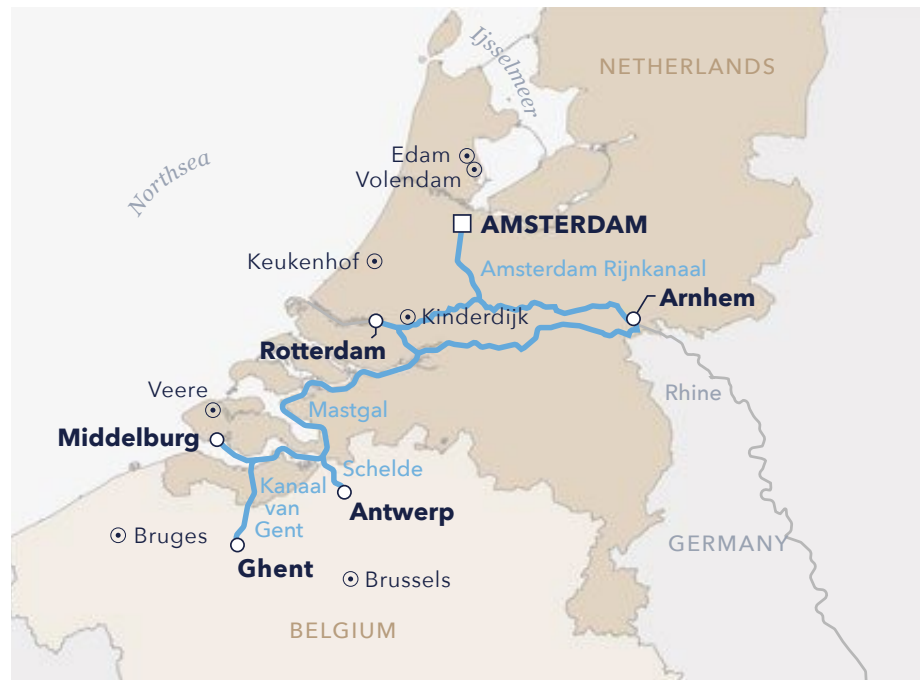 Ijsselmeer
NETHERLANDS
Northsea
Edam
Volendam
AMSTERDAM
Keukenhof
Amsterdam Rijnkanaal
Arnhem
Kinderdijk
Rotterdam
Veere
Rhine
Mastgal
Middelburg
Schelde
Kanaal
van
Gent
Antwerp
Bruges
GERMANY
Ghent
Brussels
BELGIUM